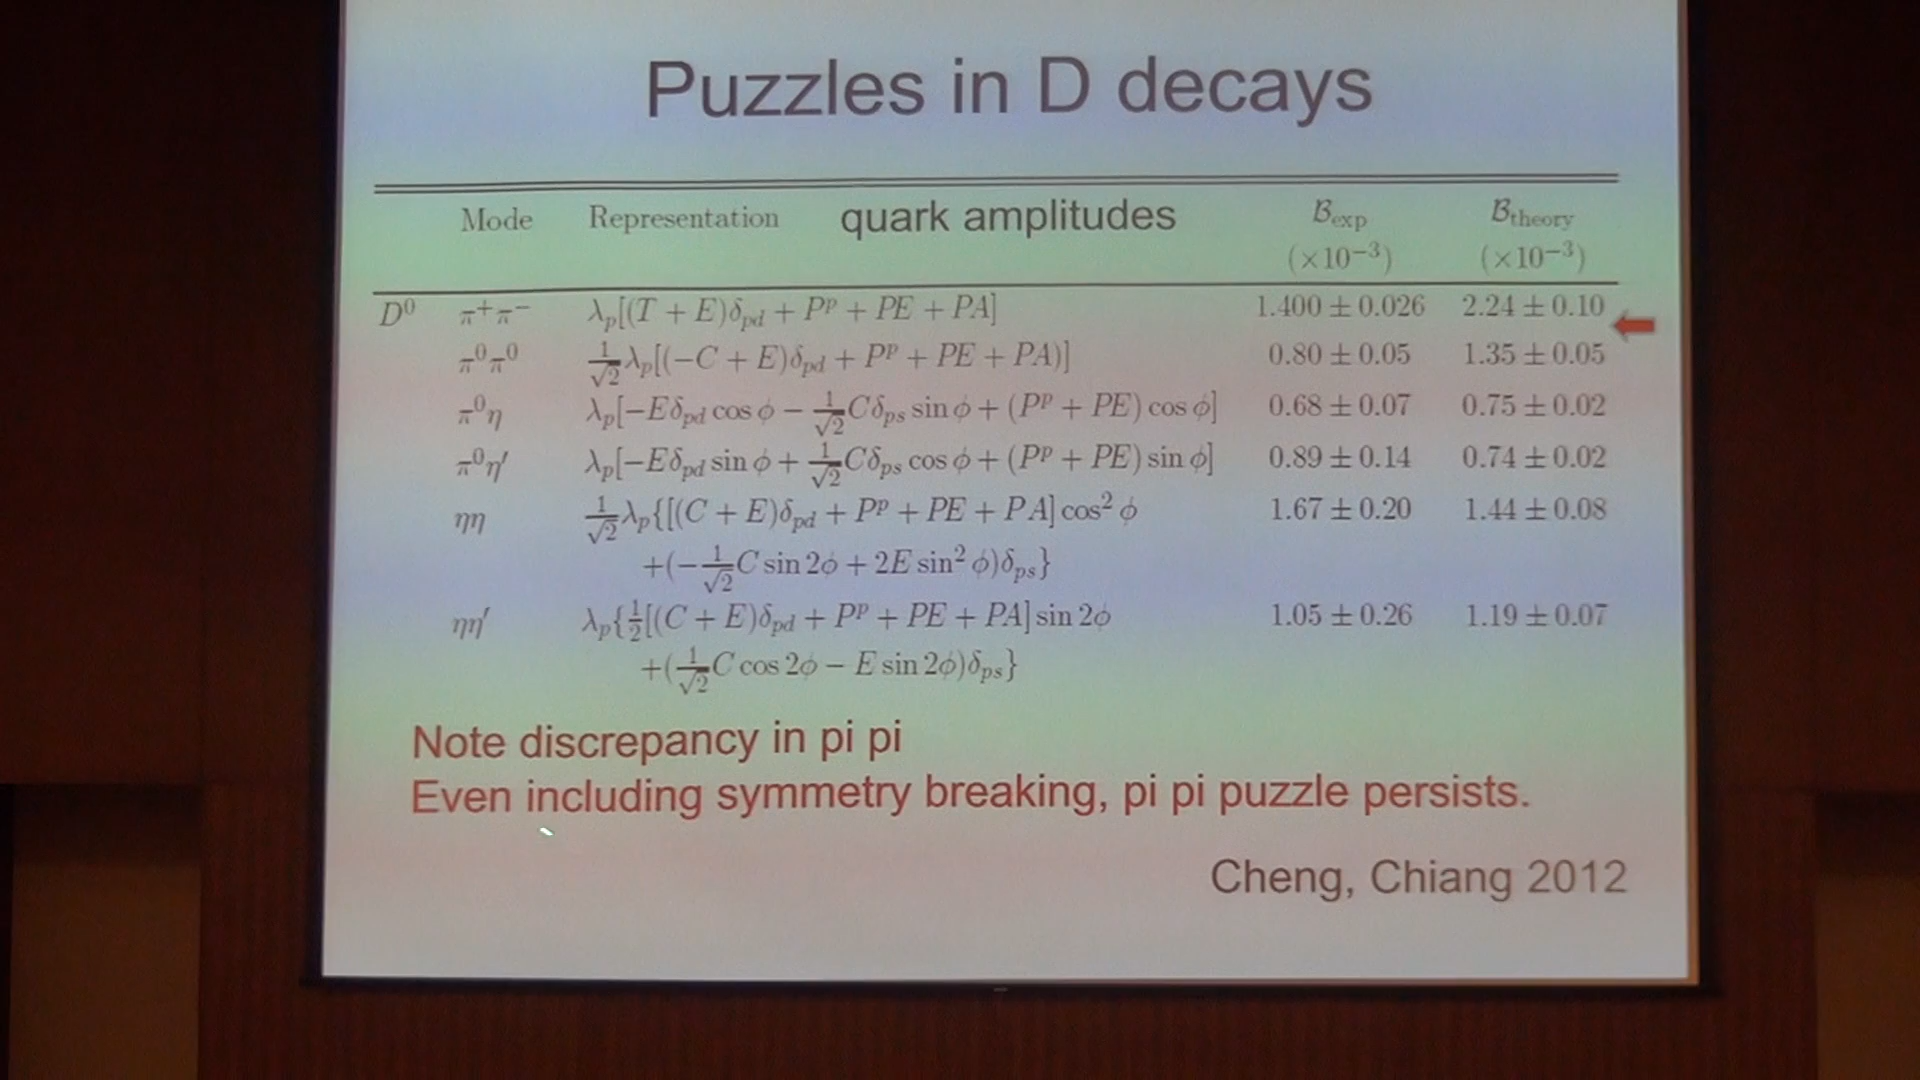 Puzzles in D decays
Mode Representation quark amplitudes B_exp B_theory
(×10⁻³) (×10⁻³)
D⁰ π⁺π⁻ λ_p[(T + E)δ_pd + P^p + PE + PA] 1.400 ± 0.026 2.24 ± 0.10
π⁰π⁰ 1/√2 λ_p[(−C + E)δ_pd + P^p + PE + PA)] 0.80 ± 0.05 1.35 ± 0.05
π⁰η λ_p[−Eδ_pd cos ϕ − 1/√2 Cδ_ps sin ϕ + (P^p + PE) cos ϕ] 0.68 ± 0.07 0.75 ± 0.02
π⁰η′ λ_p[−Eδ_pd sin ϕ + 1/√2 Cδ_ps cos ϕ + (P^p + PE) sin ϕ] 0.89 ± 0.14 0.74 ± 0.02
ηη 1/√2 λ_p{[(C + E)δ_pd + P^p + PE + PA] cos² ϕ 1.67 ± 0.20 1.44 ± 0.08
+(−1/√2 C sin 2ϕ + 2E sin² ϕ)δ_ps}
ηη′ λ_p{1/2[(C + E)δ_pd + P^p + PE + PA] sin 2ϕ 1.05 ± 0.26 1.19 ± 0.07
+(1/√2 C cos 2ϕ − E sin 2ϕ)δ_ps}
Note discrepancy in pi pi
Even including symmetry breaking, pi pi puzzle persists.
Cheng, Chiang 2012